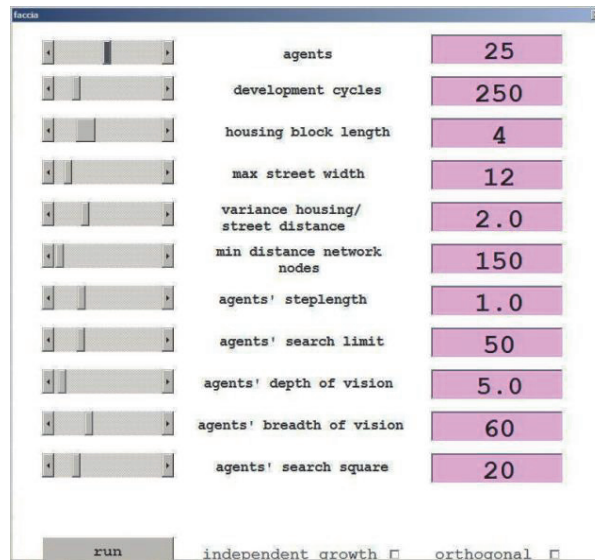 faccia
agents 25
development cycles 250
housing block length 4
max street width 12
variance housing/
street distance 2.0
min distance network
nodes 150
agents' steplength 1.0
agents' search limit 50
agents' depth of vision 5.0
agents' breadth of vision 60
agents' search square 20
run independent growth orthogonal